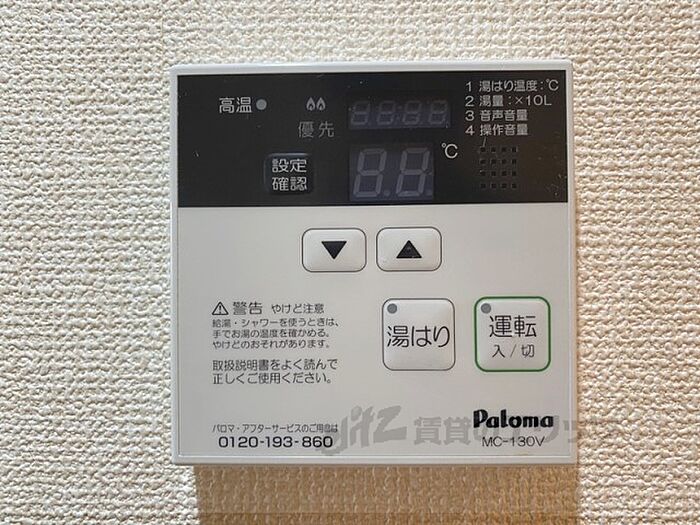 高温
優先
88:88
88
℃
1 湯はり温度:℃
2 湯量:×10L
3 音声音量
4 操作音量
設定
確認
▼
▲
⚠警告 やけど注意
給湯・シャワーを使うときは、
手でお湯の温度を確かめる。
やけどのおそれがあります。
取扱説明書をよく読んで
正しくご使用ください。
湯はり
運転
入/切
パロマ・アフターサービスのご用命は
0120-193-860
Paloma
MC-130V
賃貸の